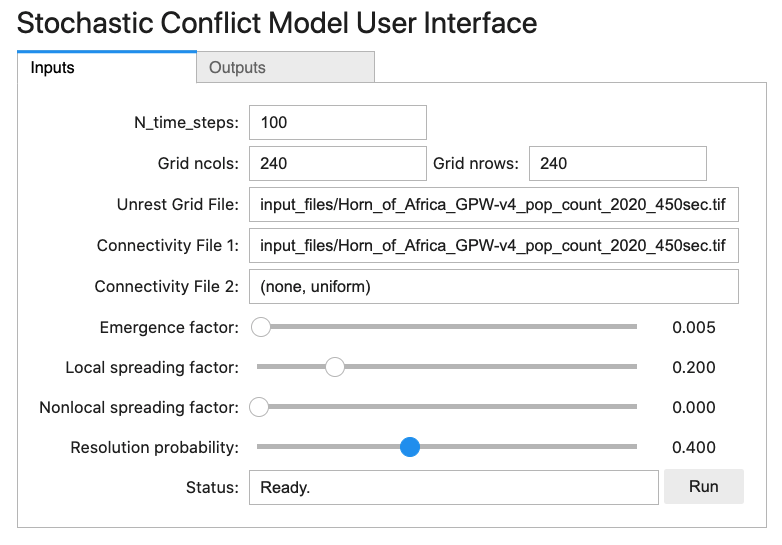 Stochastic Conflict Model User Interface
Inputs Outputs
N_time_steps: 100
Grid ncols: 240 Grid nrows: 240
Unrest Grid File: input_files/Horn_of_Africa_GPW-v4_pop_count_2020_450sec.tif
Connectivity File 1: input_files/Horn_of_Africa_GPW-v4_pop_count_2020_450sec.tif
Connectivity File 2: (none, uniform)
Emergence factor: 0.005
Local spreading factor: 0.200
Nonlocal spreading factor: 0.000
Resolution probability: 0.400
Status: Ready. Run